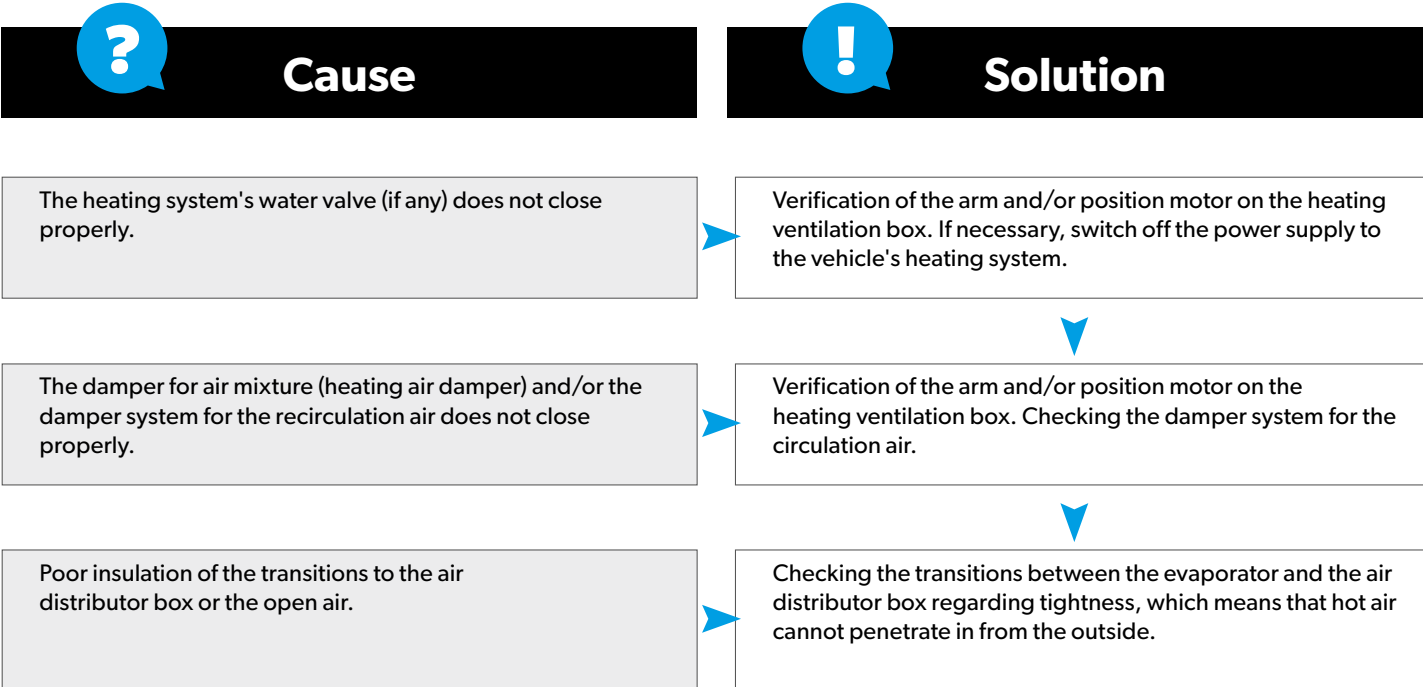 ?
Cause
!
Solution
The heating system's water valve (if any) does not close
properly.
Verification of the arm and/or position motor on the heating
ventilation box. If necessary, switch off the power supply to
the vehicle's heating system.
The damper for air mixture (heating air damper) and/or the
damper system for the recirculation air does not close
properly.
Verification of the arm and/or position motor on the
heating ventilation box. Checking the damper system for the
circulation air.
Poor insulation of the transitions to the air
distributor box or the open air.
Checking the transitions between the evaporator and the air
distributor box regarding tightness, which means that hot air
cannot penetrate in from the outside.